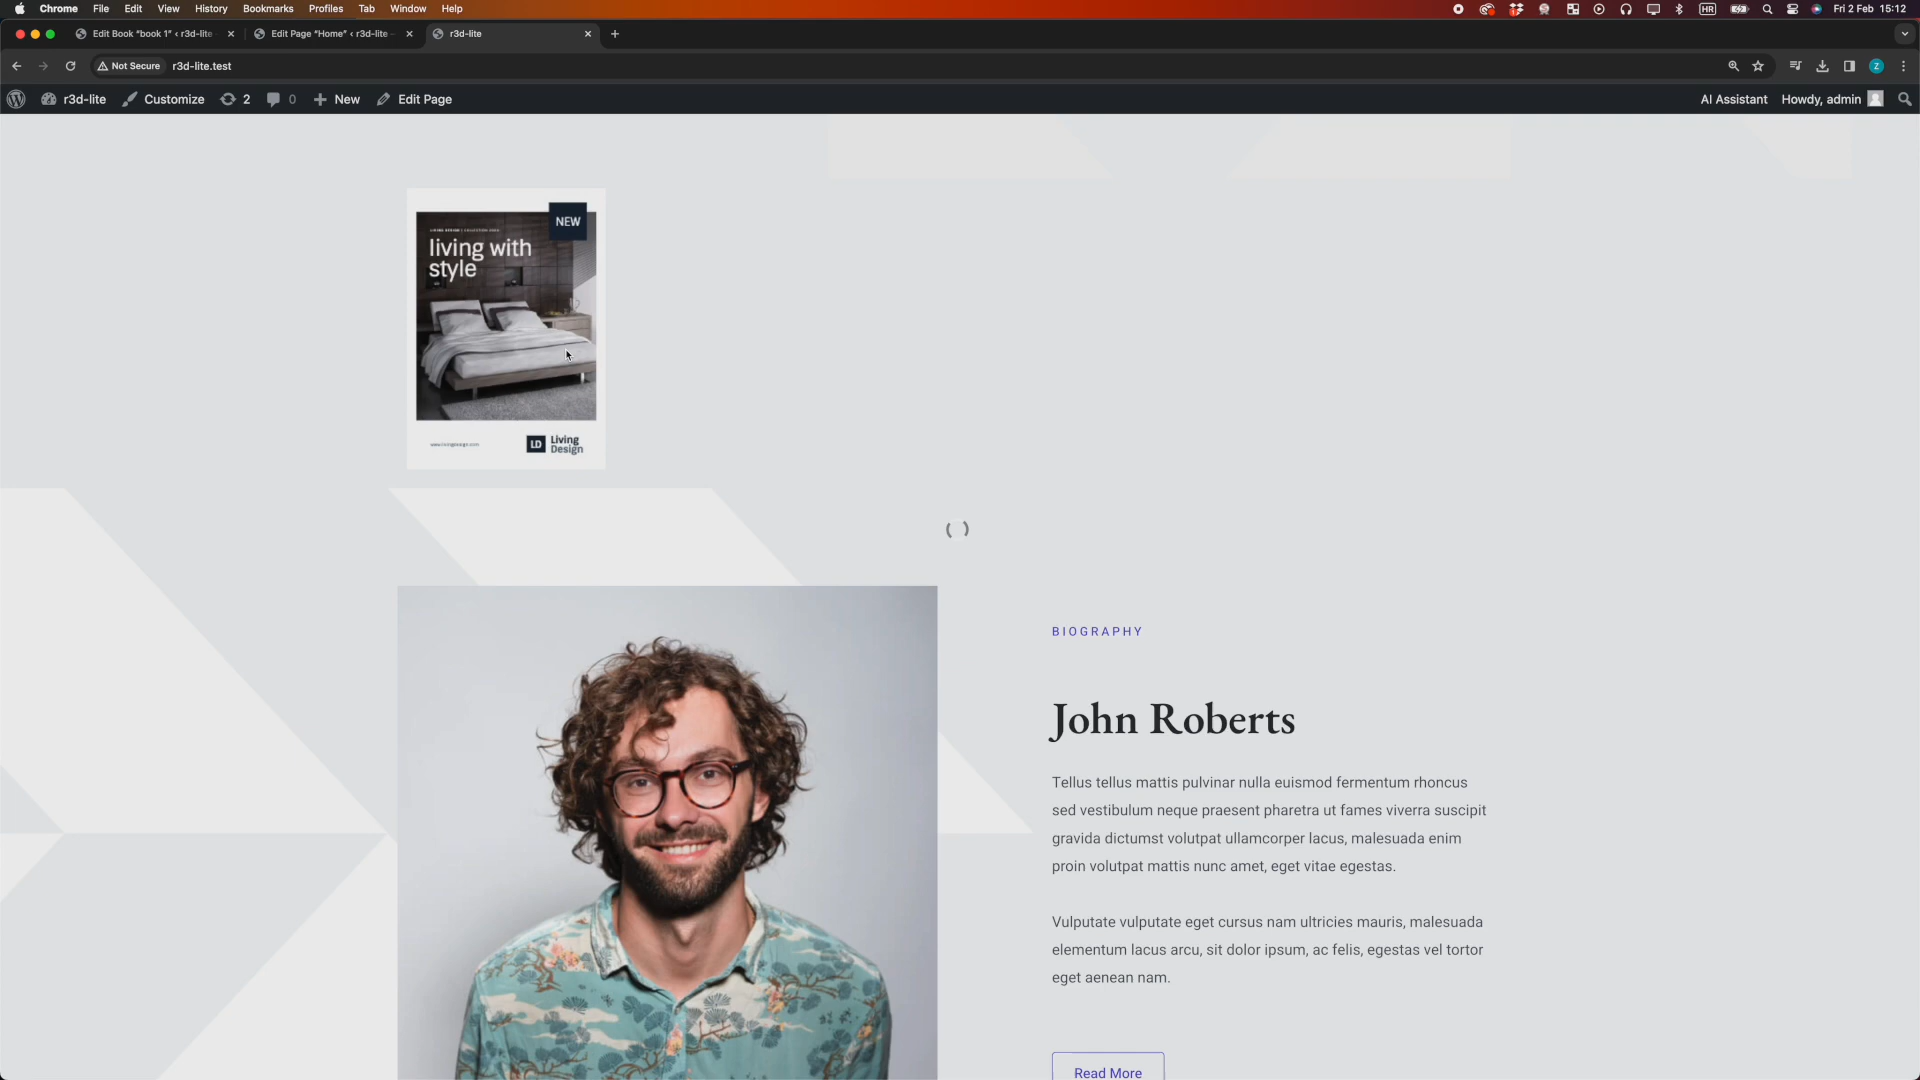 Chrome File Edit View History Bookmarks Profiles Tab Window Help
HR
Fri 2 Feb 15:12
Edit Book "book 1" ‹ r3d-lite
Edit Page "Home" ‹ r3d-lite –
r3d-lite
Not Secure r3d-lite.test
Z
r3d-lite Customize 2 0 New Edit Page
AI Assistant Howdy, admin
NEW
living with
style
LD Living
Design
BIOGRAPHY
John Roberts
Tellus tellus mattis pulvinar nulla euismod fermentum rhoncus
sed vestibulum neque praesent pharetra ut fames viverra suscipit
gravida dictumst volutpat ullamcorper lacus, malesuada enim
proin volutpat mattis nunc amet, eget vitae egestas.
Vulputate vulputate eget cursus nam ultricies mauris, malesuada
elementum lacus arcu, sit dolor ipsum, ac felis, egestas vel tortor
eget aenean nam.
Read More